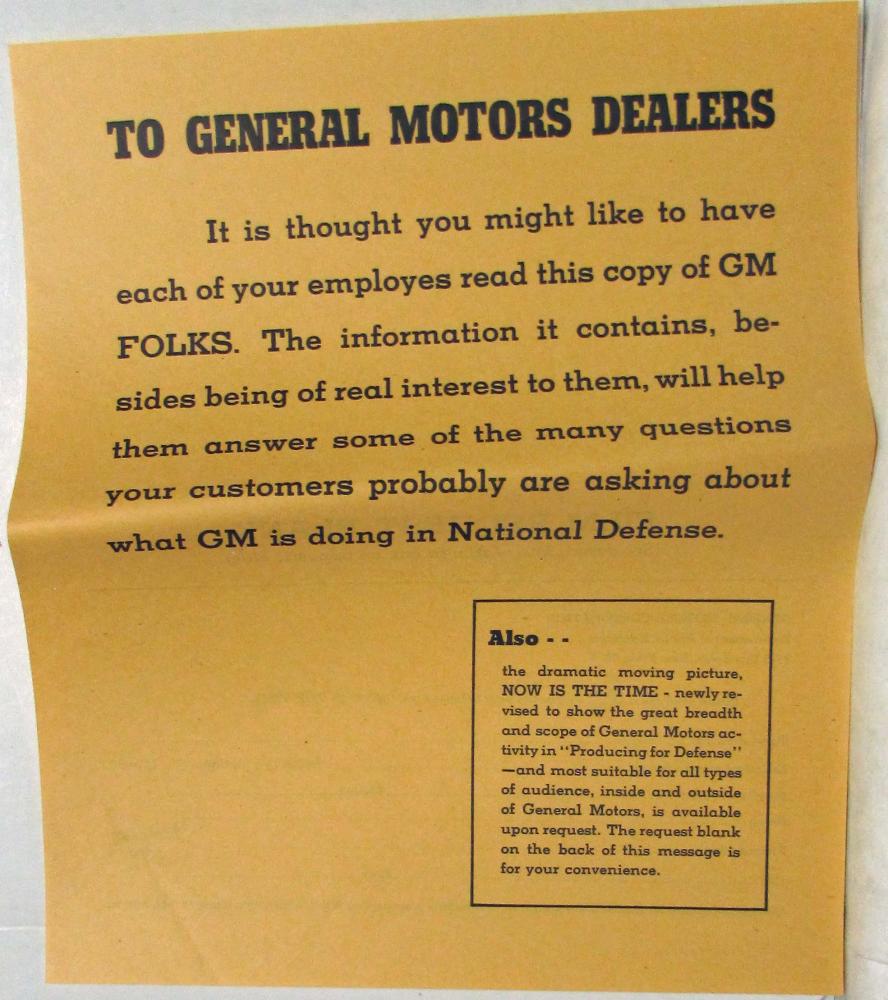 TO GENERAL MOTORS DEALERS
It is thought you might like to have
each of your employes read this copy of GM
FOLKS. The information it contains, be-
sides being of real interest to them, will help
them answer some of the many questions
your customers probably are asking about
what GM is doing in National Defense.
Also - -
the dramatic moving picture,
NOW IS THE TIME - newly re-
vised to show the great breadth
and scope of General Motors ac-
tivity in "Producing for Defense"
—and most suitable for all types
of audience, inside and outside
of General Motors, is available
upon request. The request blank
on the back of this message is
for your convenience.